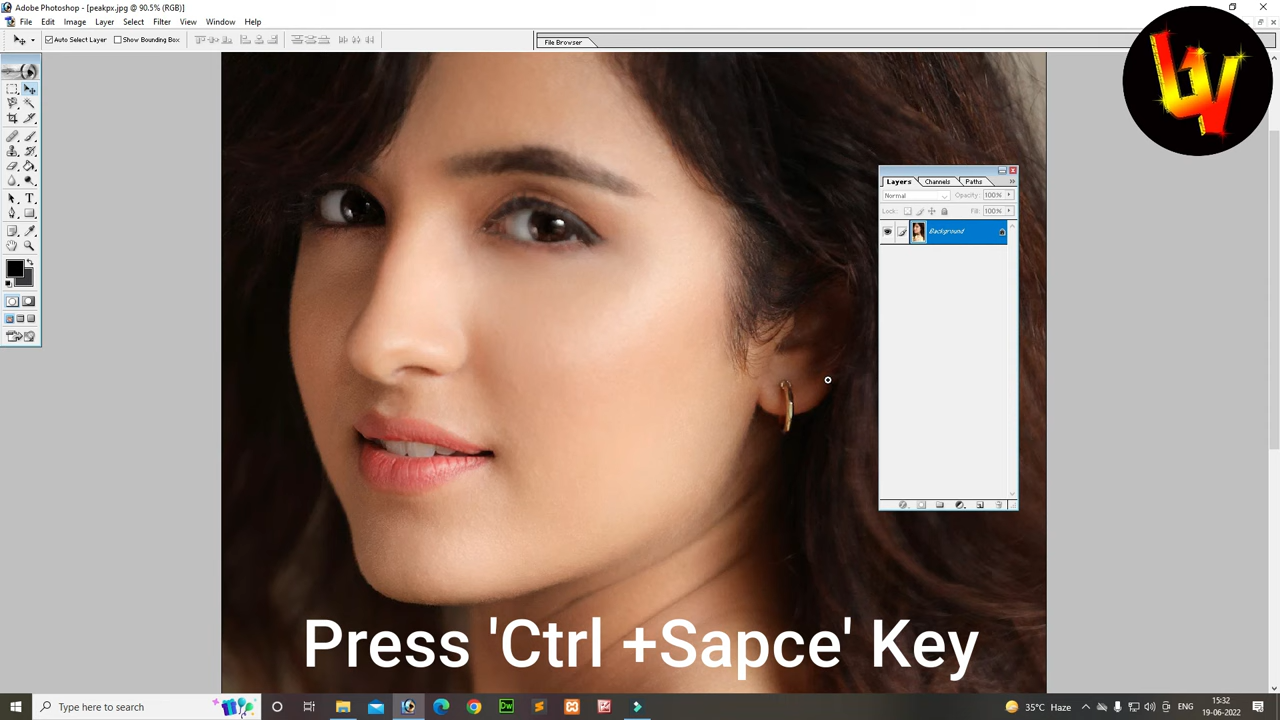 Adobe Photoshop - [peakpx.jpg @ 90.5% (RGB)]
File Edit Image Layer Select Filter View Window Help
Auto Select Layer Show Bounding Box
File Browser
Layers Channels Paths
Normal Opacity: 100%
Lock: Fill: 100%
Background
Press 'Ctrl +Sapce' Key
Type here to search
35°C Haze
ENG
15:32
19-06-2022